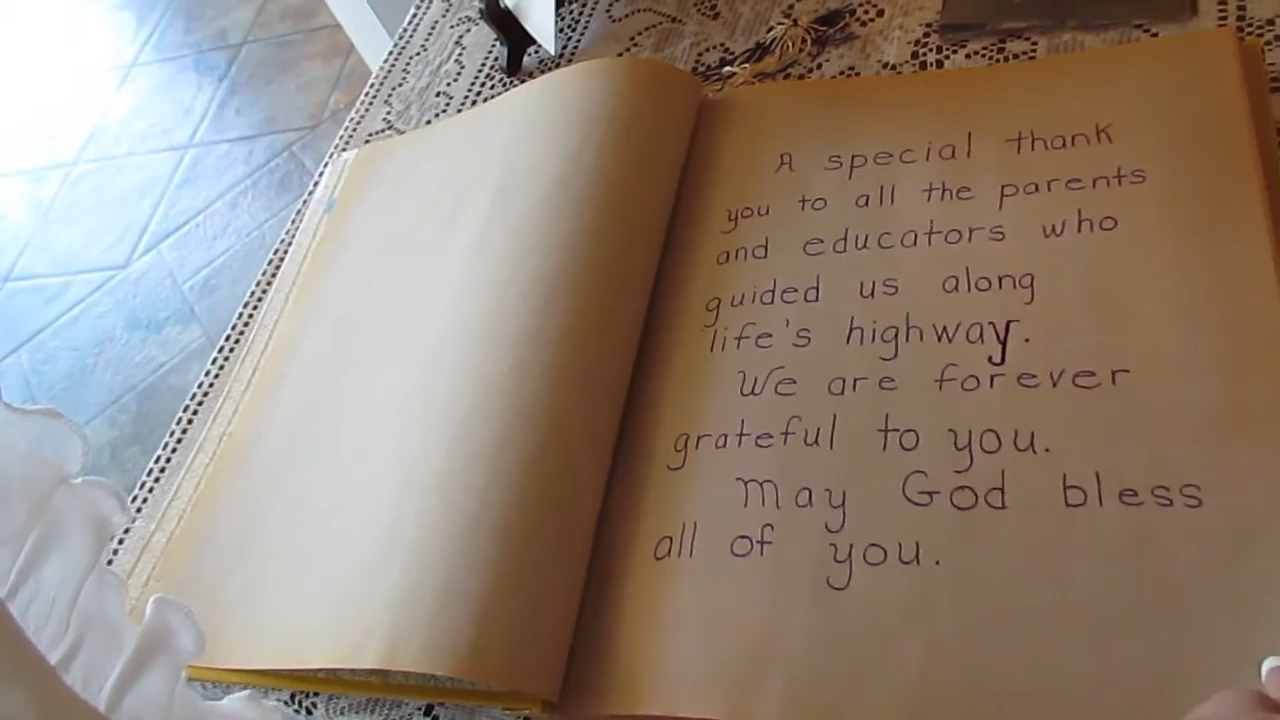 A special thank
you to all the parents
and educators who
guided us along
life's highway.
We are forever
grateful to you.
May God bless
all of you.